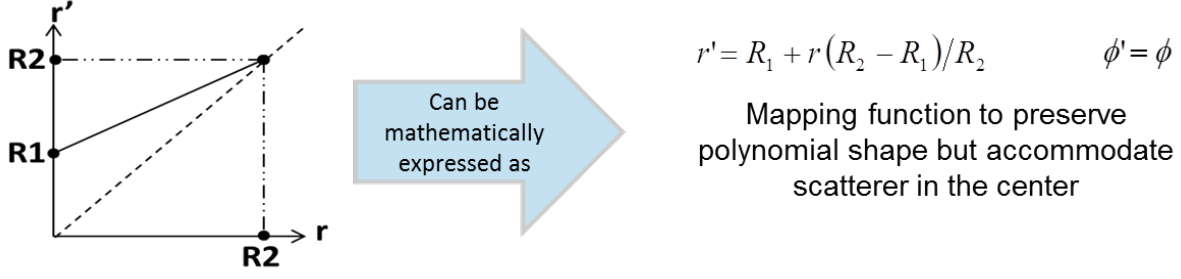 r'
R2
R1
R2
r
Can be
mathematically
expressed as
r' = R₁ + r(R₂ − R₁)/R₂
ϕ' = ϕ
Mapping function to preserve
polynomial shape but accommodate
scatterer in the center